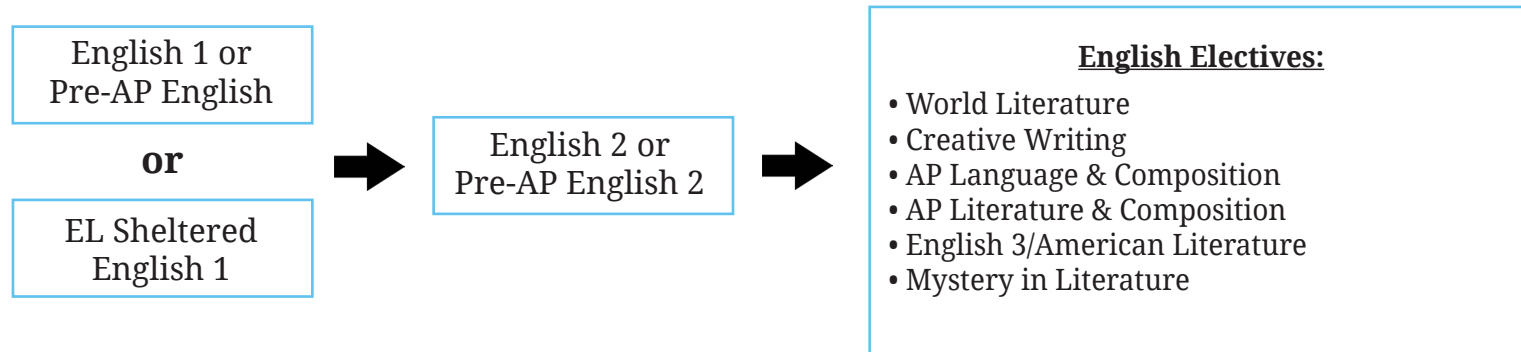 English 1 or
Pre-AP English
or
EL Sheltered
English 1
English 2 or
Pre-AP English 2
English Electives:
• World Literature
• Creative Writing
• AP Language & Composition
• AP Literature & Composition
• English 3/American Literature
• Mystery in Literature